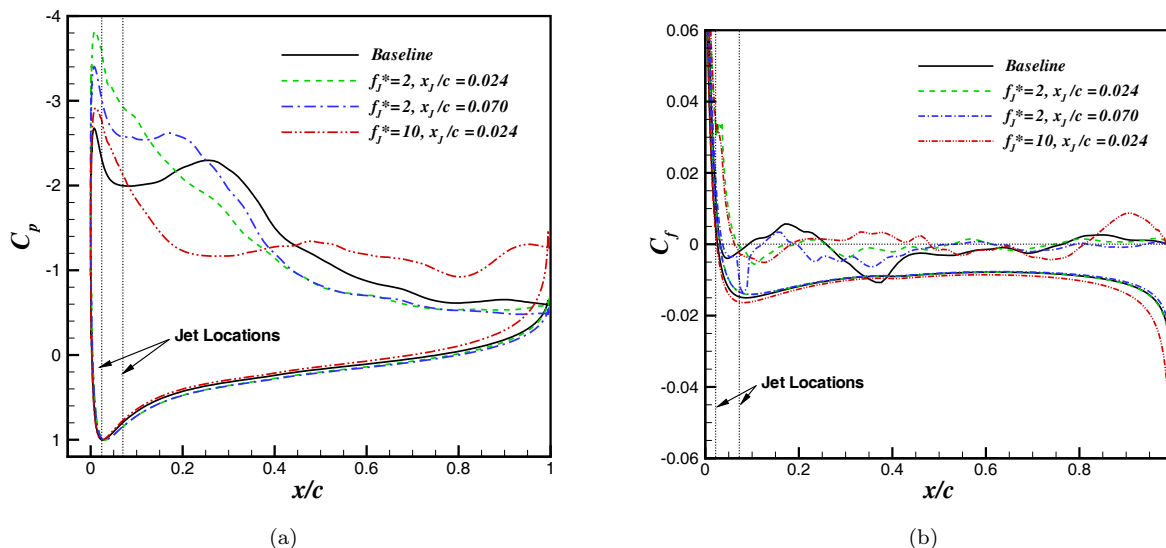 -4
-3
-2
-1
0
1
C_p
0
0.2
0.4
0.6
0.8
1
x/c
Baseline
f_J*=2, x_J/c=0.024
f_J*=2, x_J/c=0.070
f_J*=10, x_J/c=0.024
Jet Locations
(a)
0.06
0.04
0.02
0
-0.02
-0.04
-0.06
C_f
0
0.2
0.4
0.6
0.8
x/c
Baseline
f_J*=2, x_J/c=0.024
f_J*=2, x_J/c=0.070
f_J*=10, x_J/c=0.024
Jet Locations
(b)